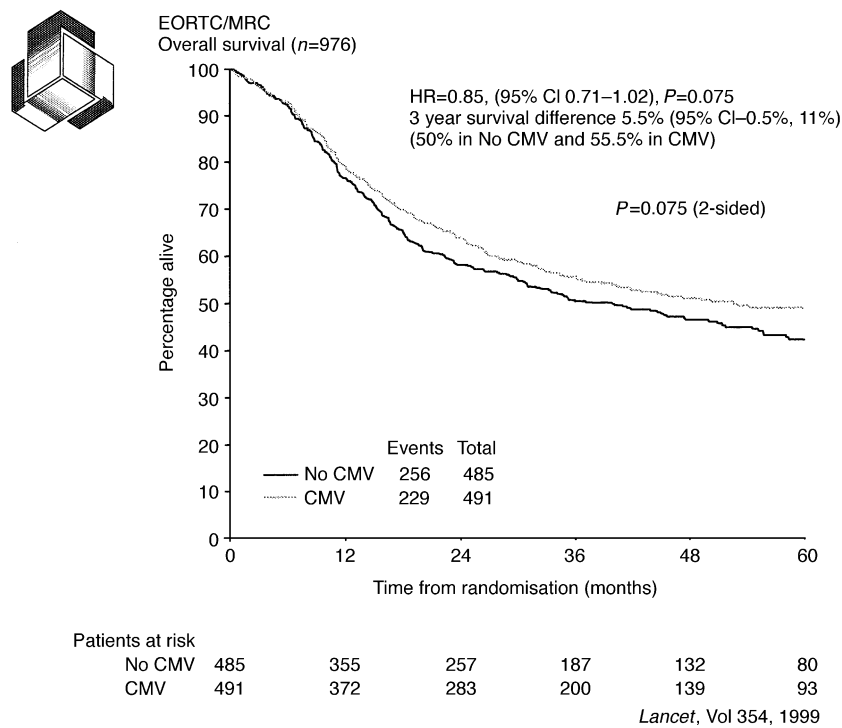 EORTC/MRC
Overall survival (n=976)
HR=0.85, (95% CI 0.71–1.02), P=0.075
3 year survival difference 5.5% (95% CI–0.5%, 11%)
(50% in No CMV and 55.5% in CMV)
P=0.075 (2-sided)
Percentage alive
100
90
80
70
60
50
40
30
20
10
0
Events Total
No CMV 256 485
CMV 229 491
0 12 24 36 48 60
Time from randomisation (months)
Patients at risk
No CMV 485 355 257 187 132 80
CMV 491 372 283 200 139 93
Lancet, Vol 354, 1999